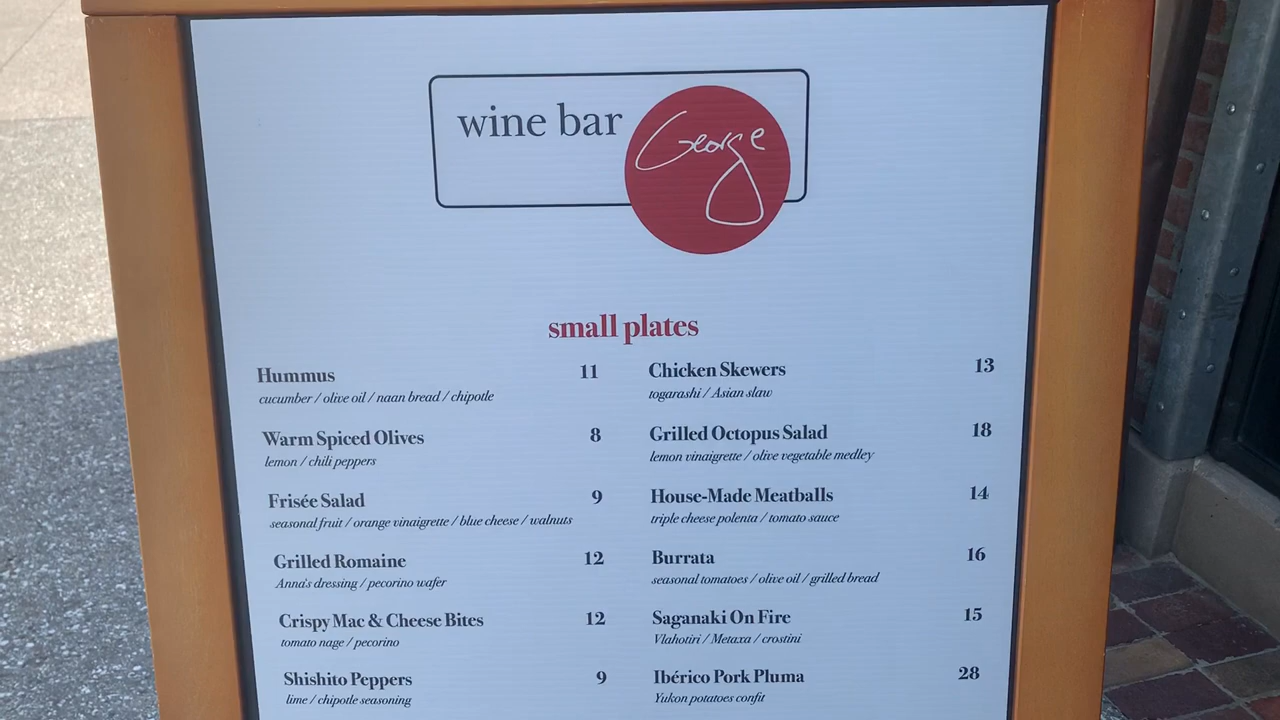 wine bar George
small plates
Hummus 11
cucumber / olive oil / naan bread / chipotle
Warm Spiced Olives 8
lemon / chili peppers
Frisée Salad 9
seasonal fruit / orange vinaigrette / blue cheese / walnuts
Grilled Romaine 12
Anna's dressing / pecorino wafer
Crispy Mac & Cheese Bites 12
tomato nage / pecorino
Shishito Peppers 9
lime / chipotle seasoning
Chicken Skewers 13
togarashi / Asian slaw
Grilled Octopus Salad 18
lemon vinaigrette / olive vegetable medley
House-Made Meatballs 14
triple cheese polenta / tomato sauce
Burrata 16
seasonal tomatoes / olive oil / grilled bread
Saganaki On Fire 15
Vlahotiri / Metaxa / crostini
Ibérico Pork Pluma 28
Yukon potatoes confit